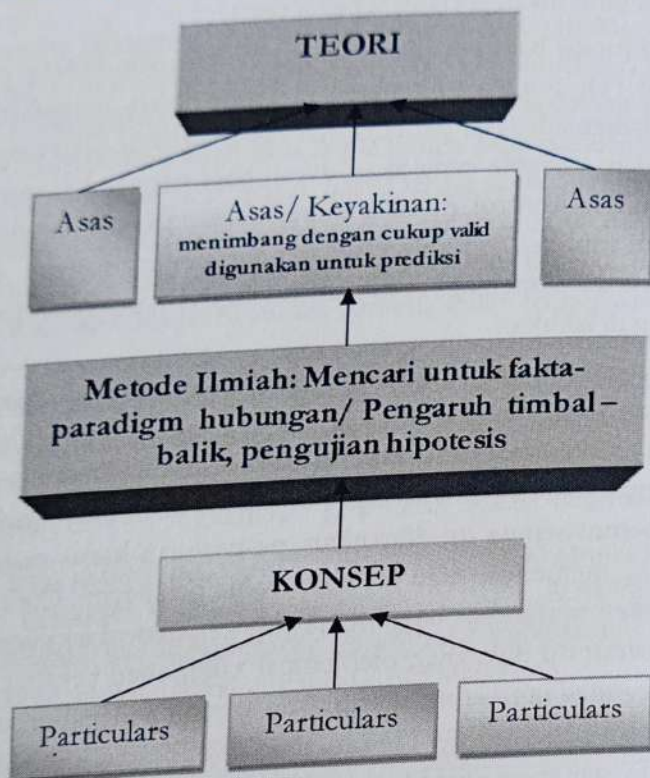 TEORI
Asas
Asas/ Keyakinan:
menimbang dengan cukup valid
digunakan untuk prediksi
Asas
Metode Ilmiah: Mencari untuk fakta-
paradigm hubungan/ Pengaruh timbal–
balik, pengujian hipotesis
KONSEP
Particulars
Particulars
Particulars